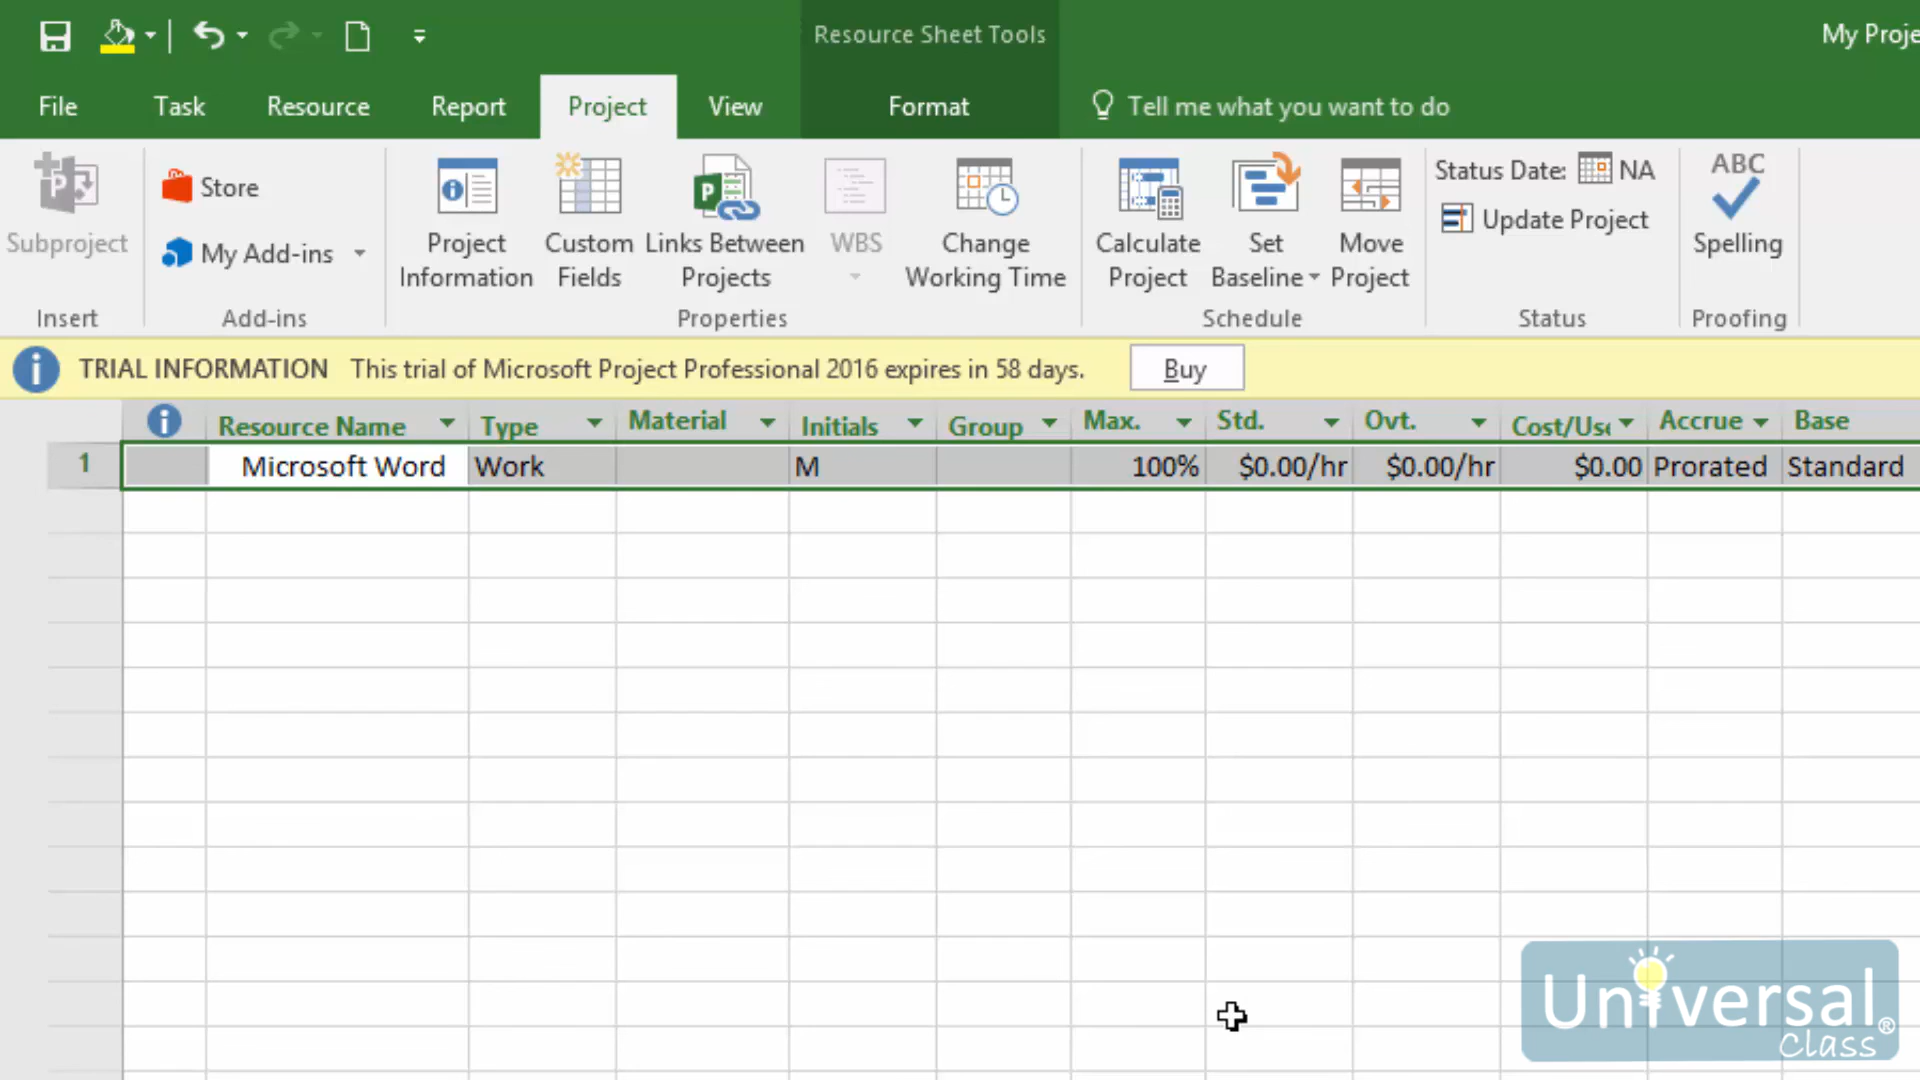 Resource Sheet Tools
My Proje
File Task Resource Report Project View Format Tell me what you want to do
Subproject
Insert
Store
My Add-ins
Add-ins
Project Information
Custom Fields
Links Between Projects
WBS
Change Working Time
Properties
Calculate Project
Set Baseline
Move Project
Schedule
Status Date: NA
Update Project
Status
ABC
Spelling
Proofing
TRIAL INFORMATION This trial of Microsoft Project Professional 2016 expires in 58 days. Buy
Resource Name Type Material Initials Group Max. Std. Ovt. Cost/Use Accrue Base
1 Microsoft Word Work M 100% $0.00/hr $0.00/hr $0.00 Prorated Standard
Universal®
Class